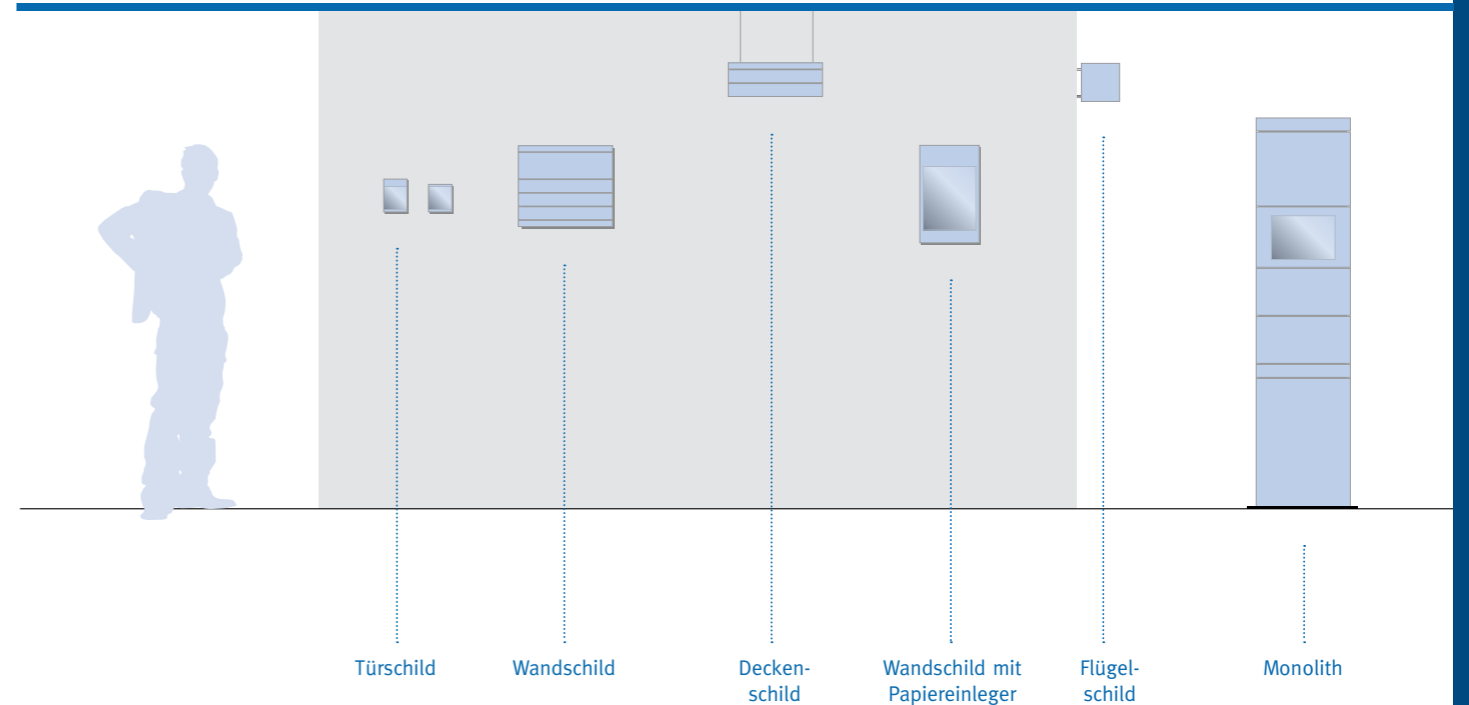 Türschild
Wandschild
Decken-
schild
Wandschild mit
Papiereinleger
Flügel-
schild
Monolith